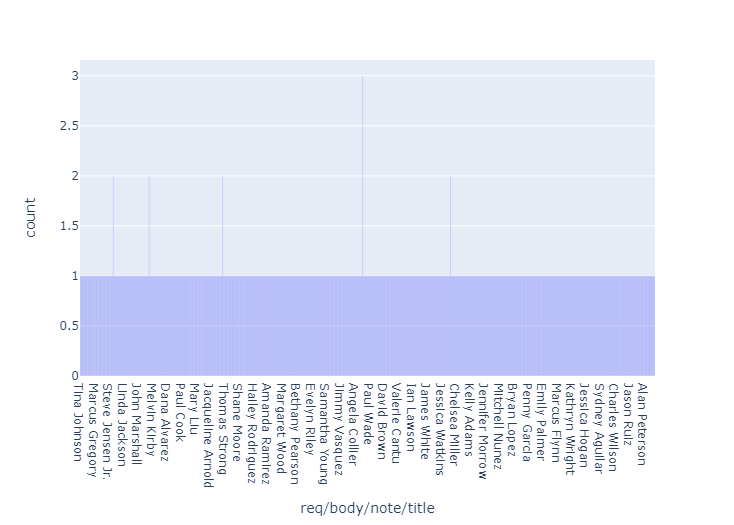 3
2.5
2
1.5
1
0.5
0
count
Tina Johnson
Marcus Gregory
Steve Jensen Jr.
Linda Jackson
John Marshall
Melvin Kirby
Dana Alvarez
Paul Cook
Mary Liu
Jacqueline Arnold
Thomas Strong
Shane Moore
Hailey Rodriguez
Amanda Ramirez
Margaret Wood
Bethany Pearson
Evelyn Riley
Samantha Young
Jimmy Vasquez
Angela Collier
Paul Wade
David Brown
Valerie Cantu
Ian Lawson
James White
Jessica Watkins
Chelsea Miller
Kelly Adams
Jennifer Morrow
Mitchell Nunez
Bryan Lopez
Penny Garcia
Emily Palmer
Marcus Flynn
Kathryn Wright
Jessica Hogan
Sydney Aguilar
Charles Wilson
Jason Ruiz
Alan Peterson
req/body/note/title